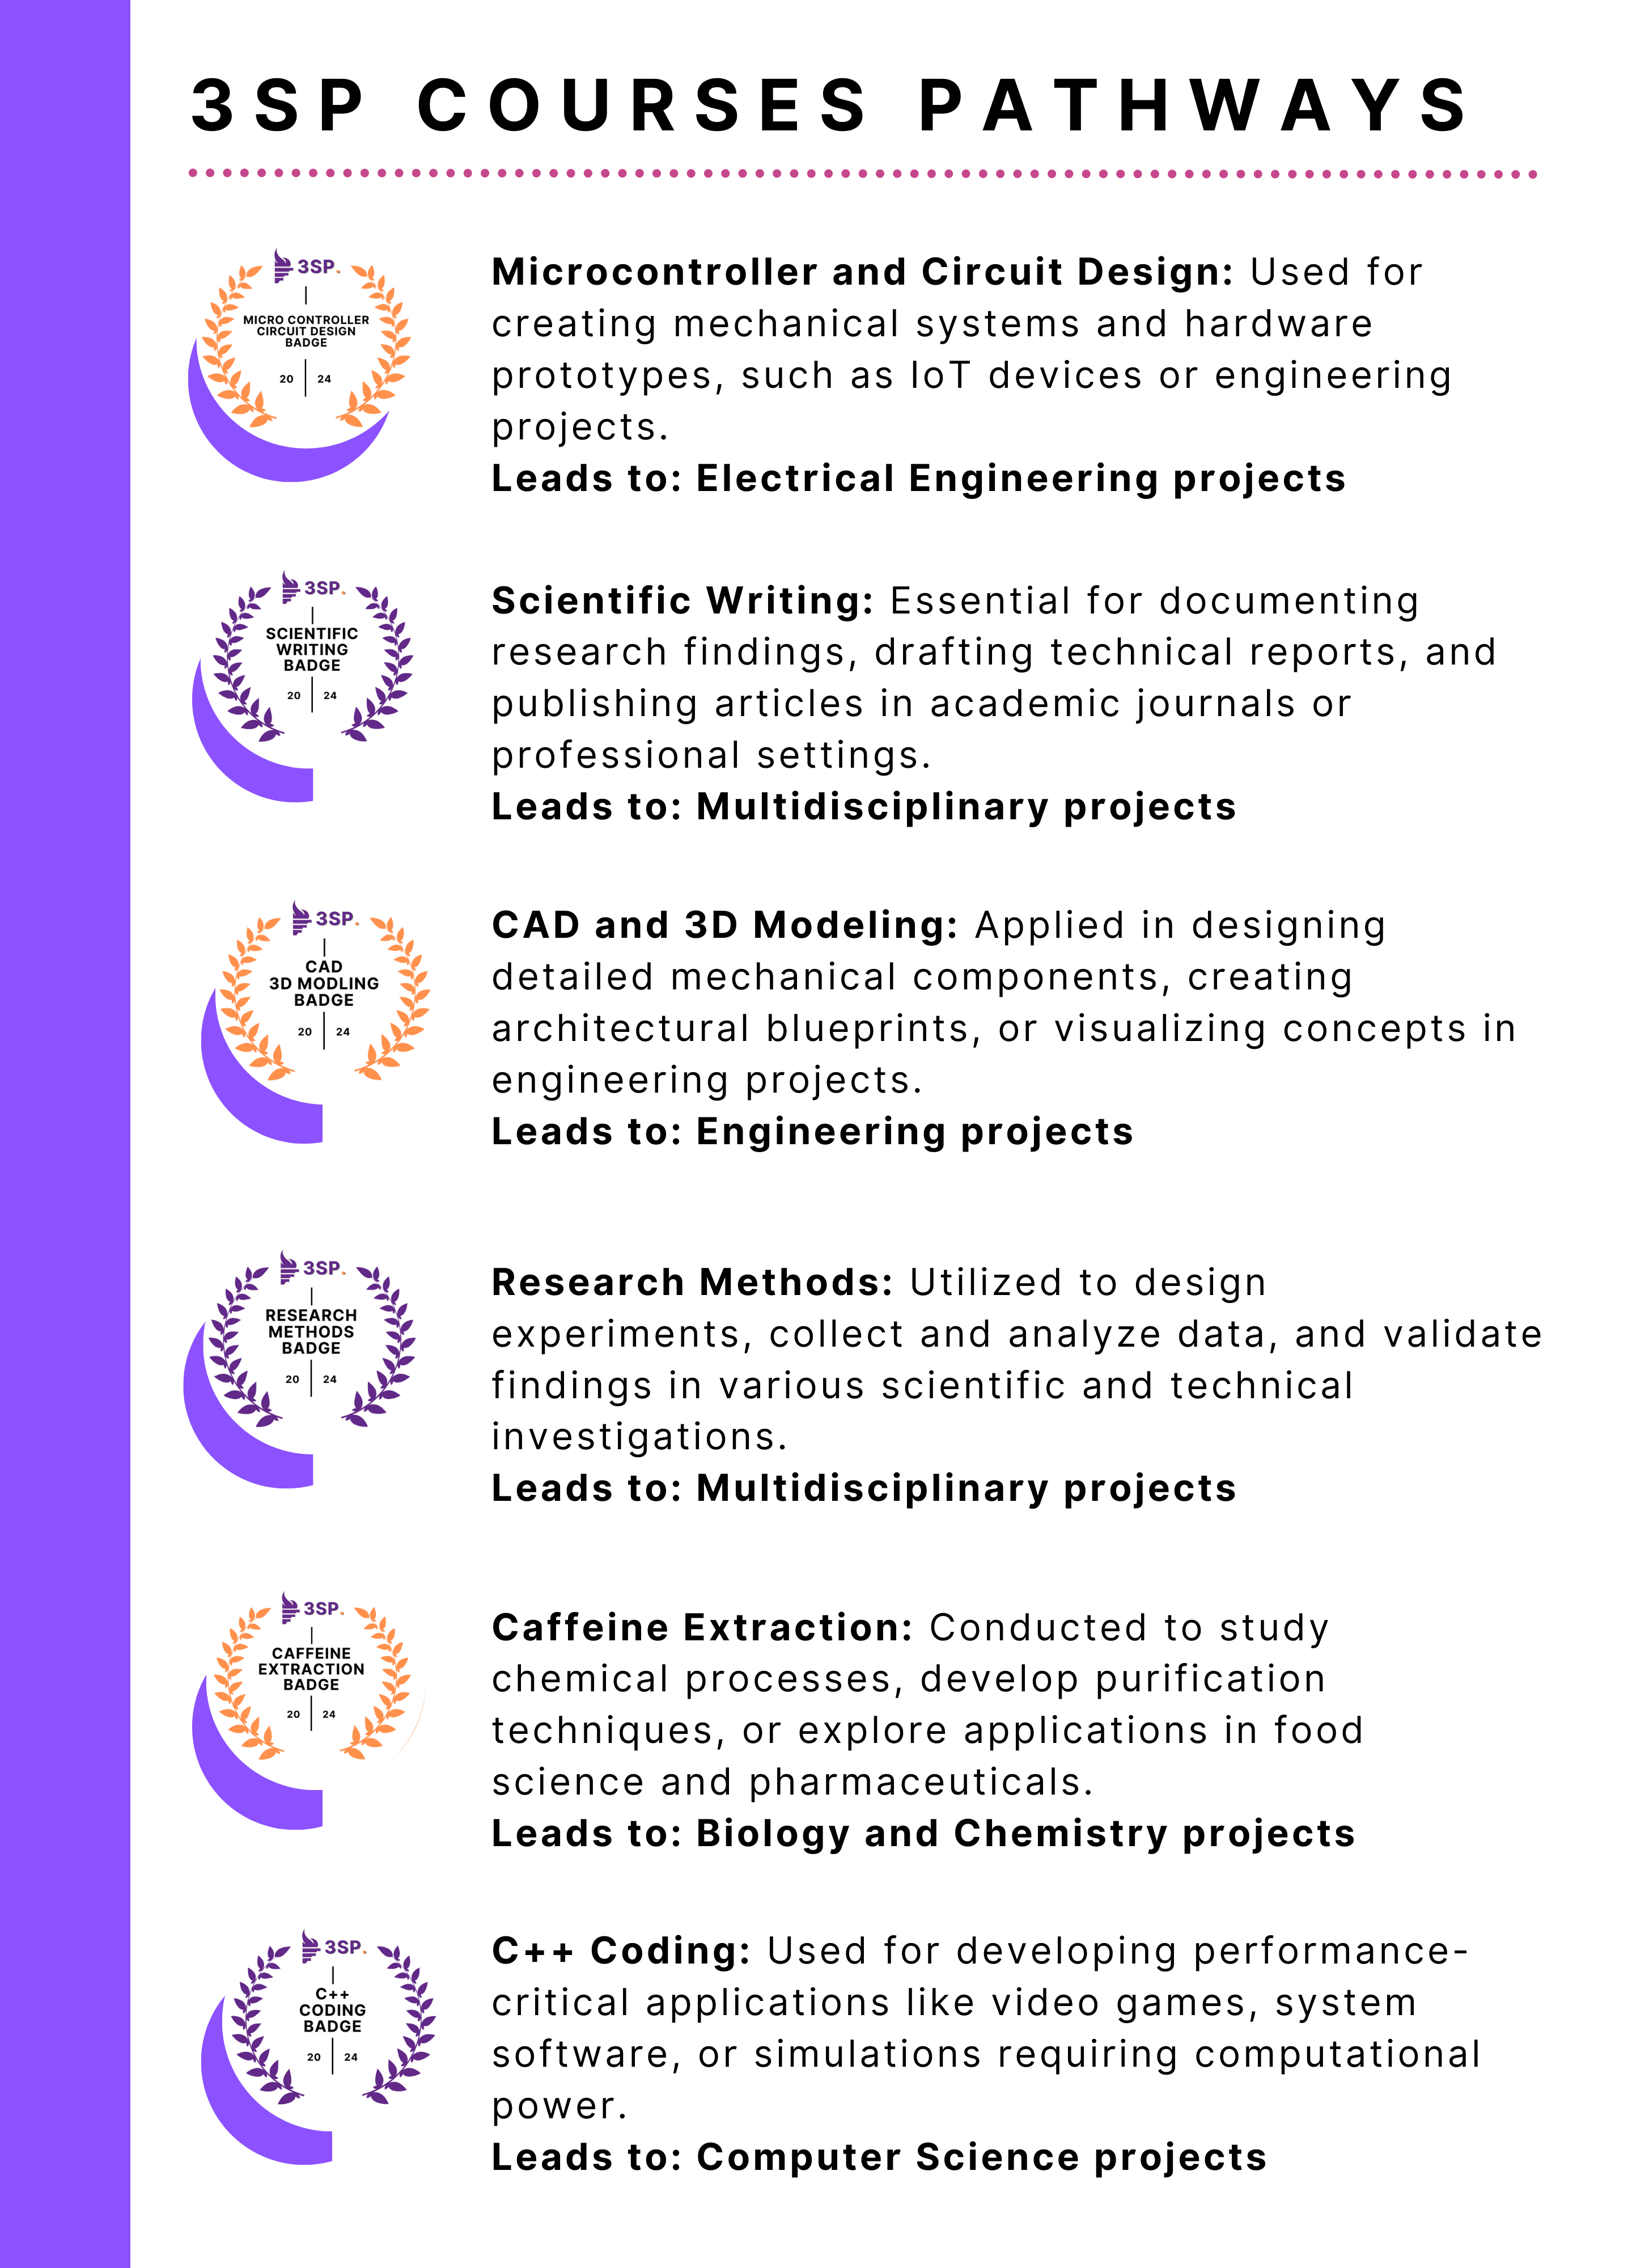 3SP COURSES PATHWAYS
3SP.
MICRO CONTROLLER
CIRCUIT DESIGN
BADGE
20 | 24
Microcontroller and Circuit Design: Used for
creating mechanical systems and hardware
prototypes, such as IoT devices or engineering
projects.
Leads to: Electrical Engineering projects
3SP.
SCIENTIFIC
WRITING
BADGE
20 | 24
Scientific Writing: Essential for documenting
research findings, drafting technical reports, and
publishing articles in academic journals or
professional settings.
Leads to: Multidisciplinary projects
3SP.
CAD
3D MODLING
BADGE
20 | 24
CAD and 3D Modeling: Applied in designing
detailed mechanical components, creating
architectural blueprints, or visualizing concepts in
engineering projects.
Leads to: Engineering projects
3SP.
RESEARCH
METHODS
BADGE
20 | 24
Research Methods: Utilized to design
experiments, collect and analyze data, and validate
findings in various scientific and technical
investigations.
Leads to: Multidisciplinary projects
3SP.
CAFFEINE
EXTRACTION
BADGE
20 | 24
Caffeine Extraction: Conducted to study
chemical processes, develop purification
techniques, or explore applications in food
science and pharmaceuticals.
Leads to: Biology and Chemistry projects
3SP.
C++
CODING
BADGE
20 | 24
C++ Coding: Used for developing performance-
critical applications like video games, system
software, or simulations requiring computational
power.
Leads to: Computer Science projects